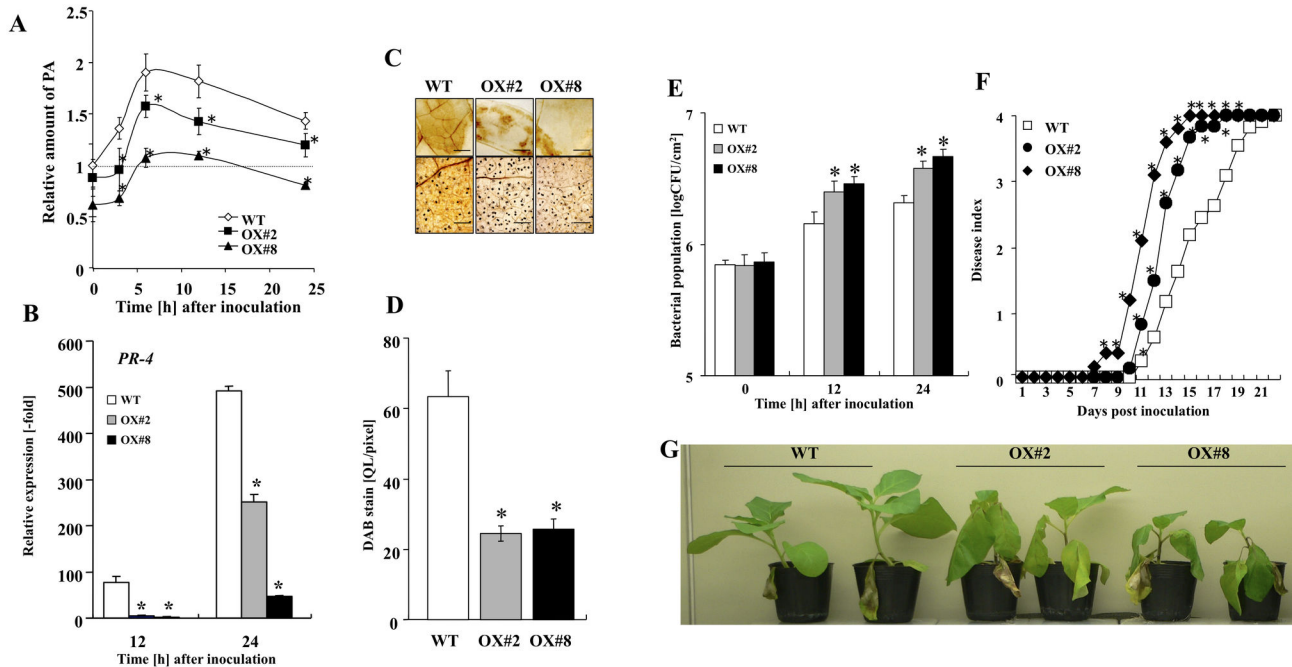 A
Relative amount of PA
2.5
2
1.5
1
0.5
0
0 5 10 15 20 25
Time [h] after inoculation
WT
OX#2
OX#8
* * * * * * * *
B
Relative expression [-fold]
600
500
400
300
200
100
0
PR-4
WT
OX#2
OX#8
* * * *
12 24
Time [h] after inoculation
C
WT OX#2 OX#8
D
DAB stain [QL/pixel]
80
60
40
20
0
* *
WT OX#2 OX#8
E
Bacterial population [logCFU/cm²]
7
6
5
WT
OX#2
OX#8
* * * *
0 12 24
Time [h] after inoculation
F
Disease index
4
3
2
1
0
WT
OX#2
OX#8
1 3 5 7 9 11 13 15 17 19 21
Days post inoculation
G
WT OX#2 OX#8